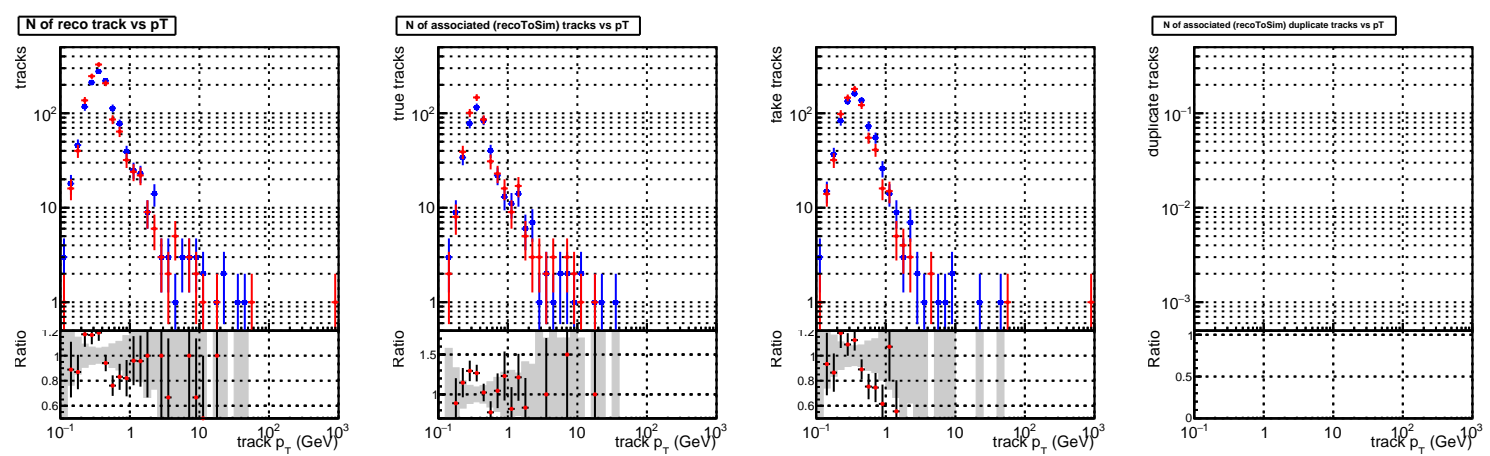 N of reco track vs pT
tracks
10²
10
1
Ratio
1.2
1
0.8
0.6
10⁻¹ 1 10 10² 10³
track p_T (GeV)
N of associated (recoToSim) tracks vs pT
true tracks
10²
10
1
Ratio
1.5
1
10⁻¹ 1 10 10² 10³
track p_T (GeV)
fake tracks
10²
10
1
Ratio
1.2
1
0.8
0.6
10⁻¹ 1 10 10² 10³
track p_T (GeV)
N of associated (recoToSim) duplicate tracks vs pT
duplicate tracks
10⁻¹
10⁻²
10⁻³
Ratio
1
0.5
0
10⁻¹ 1 10 10² 10³
track p_T (GeV)